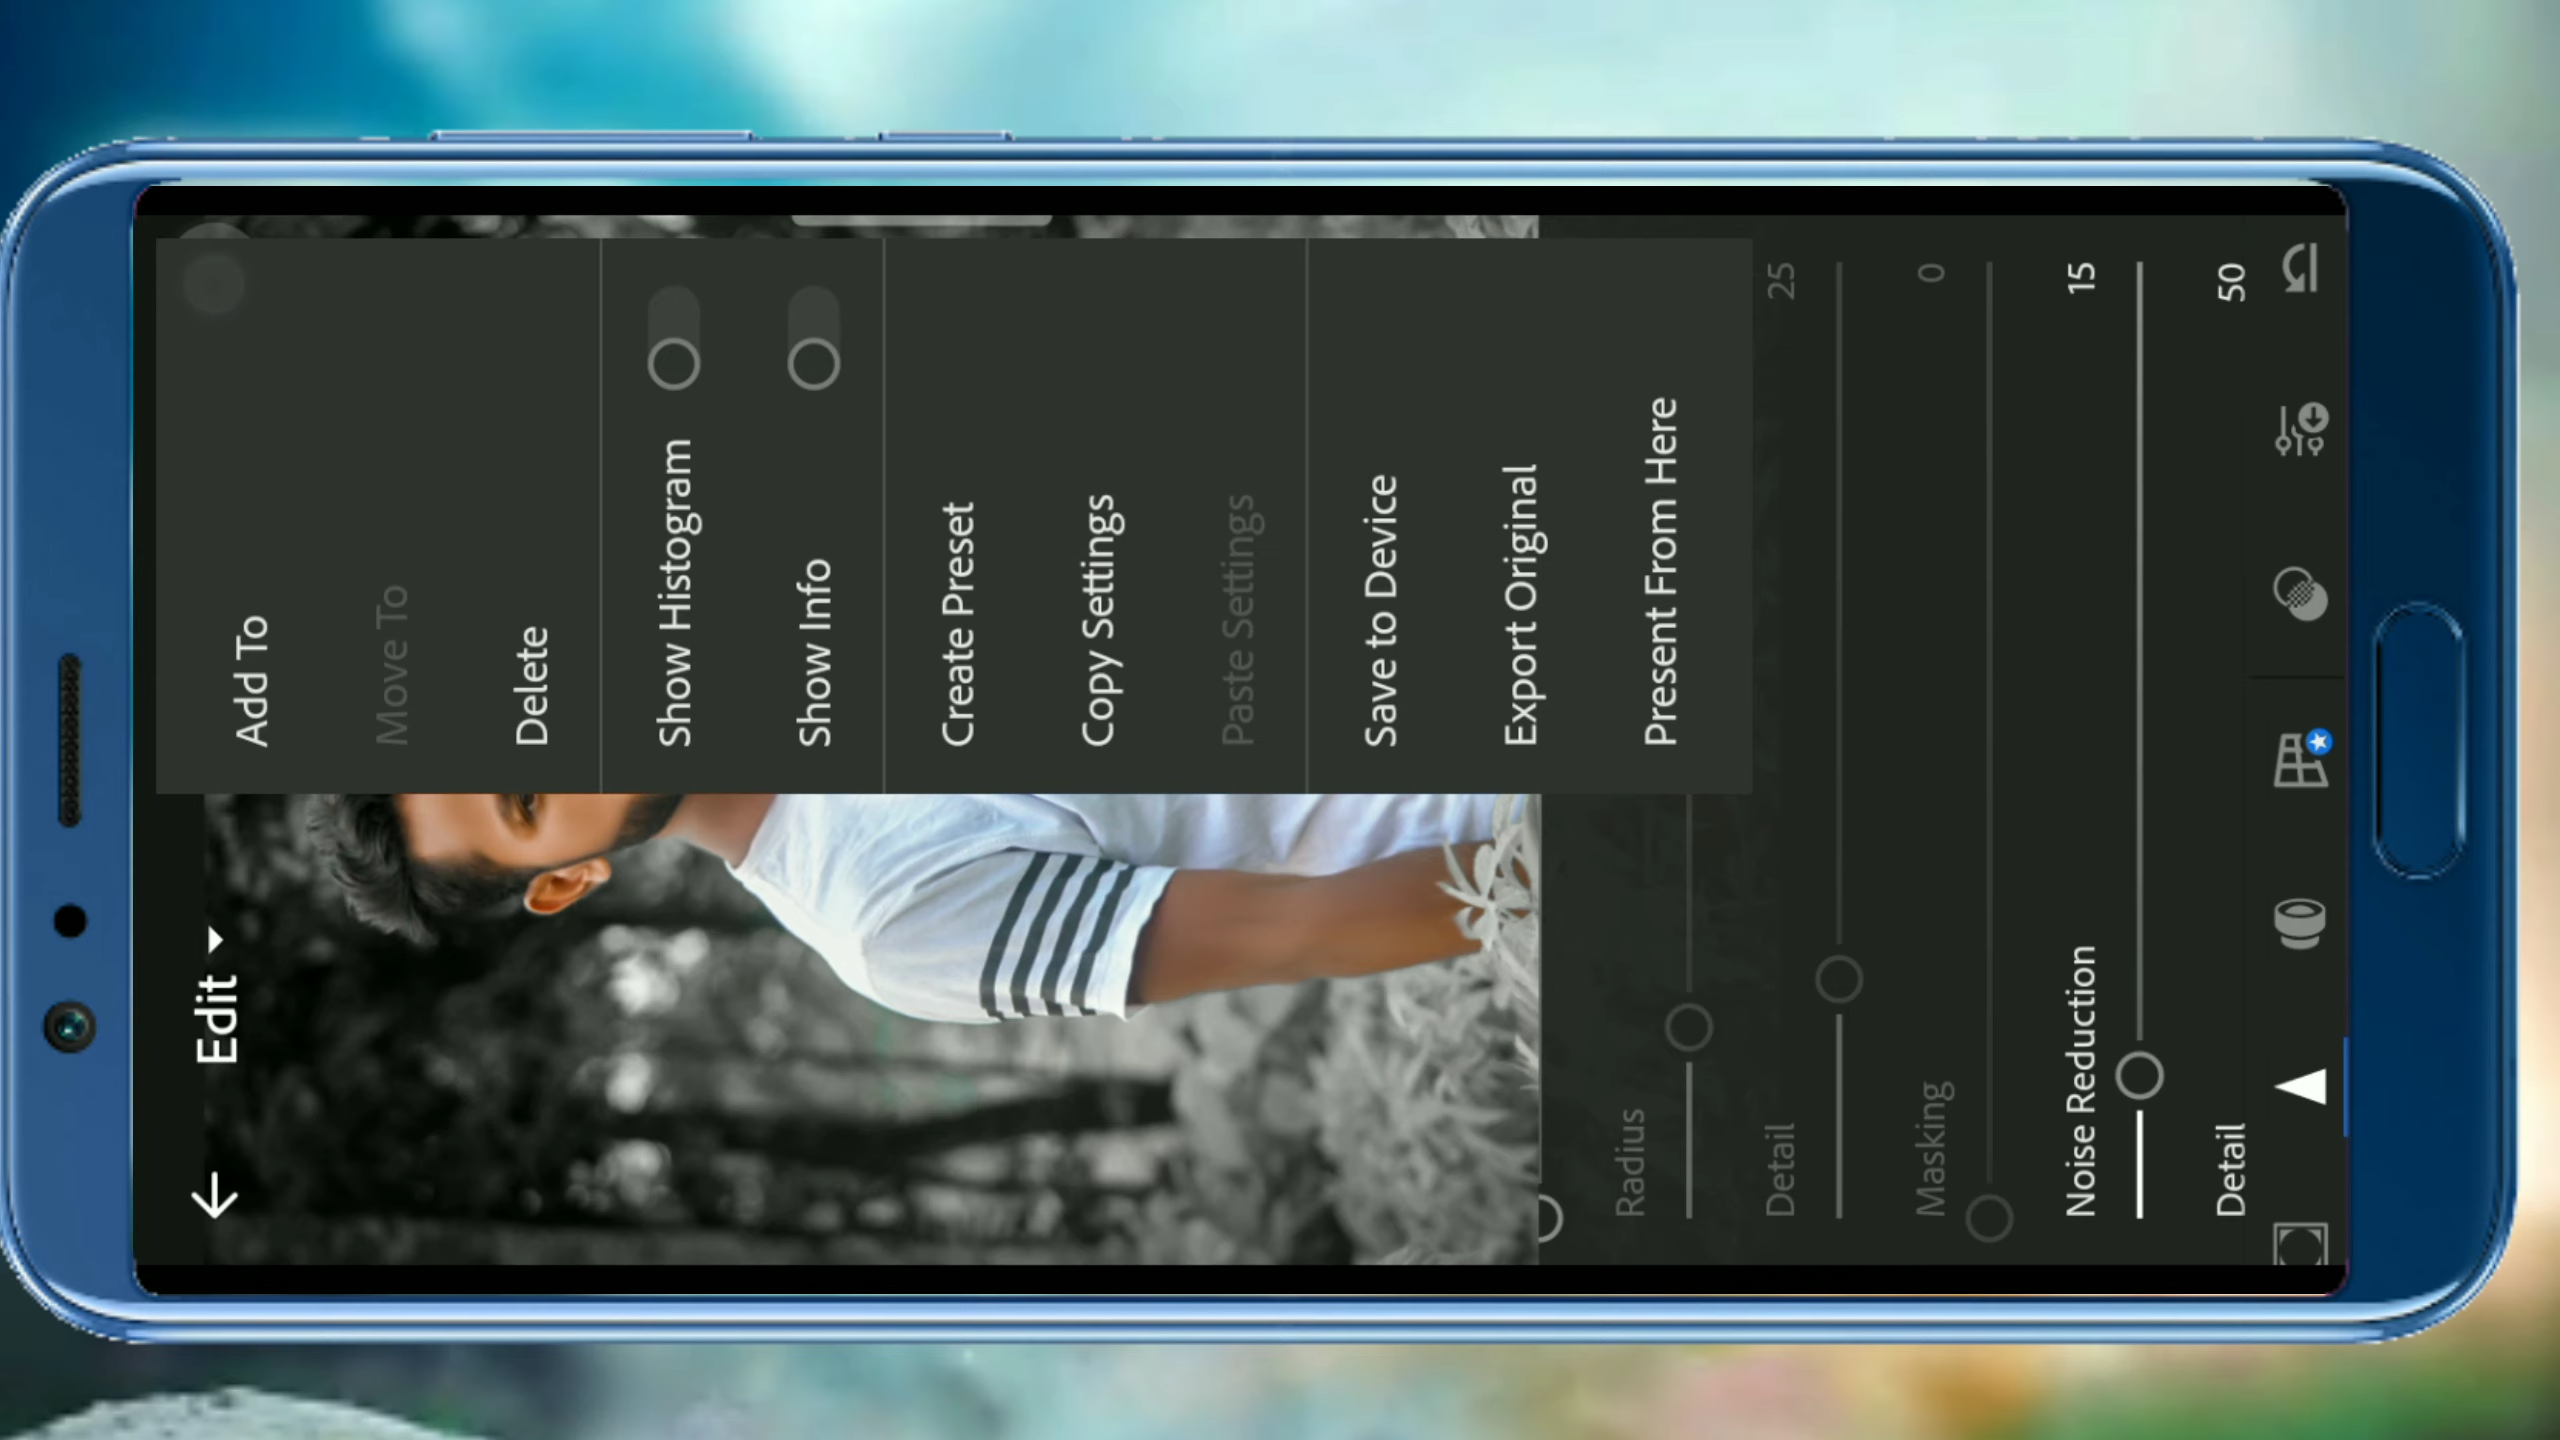 Edit
Add To
Move To
Delete
Show Histogram
Show Info
Create Preset
Copy Settings
Paste Settings
Save to Device
Export Original
Present From Here
Radius
Detail 25
Masking 0
Noise Reduction 15
Detail 50